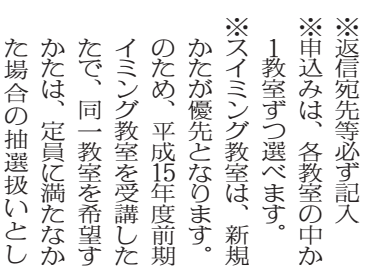 ※返信宛先等必ず記入
※申込みは、各教室の中か
１教室ずつ選べます。
※スイミング教室は、新規
かたが優先となります。
のため、平成15年度前期
イミング教室を受講した
たで、同一教室を希望す
かたは、定員に満たなか
た場合の抽選扱いとし